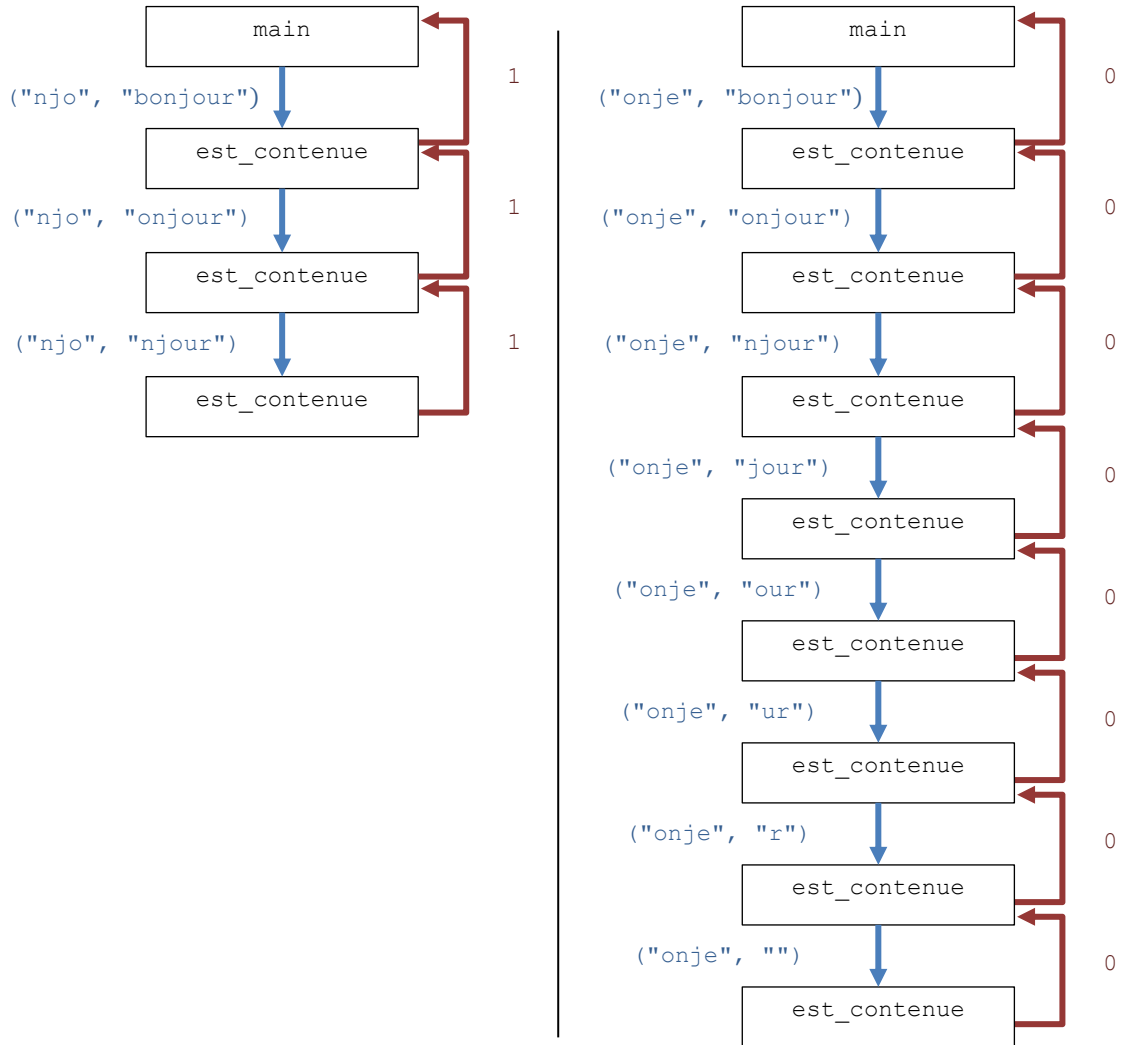 main
1
("njo", "bonjour")
est_contenue
("njo", "onjour")
1
est_contenue
("njo", "njour")
1
est_contenue
main
0
("onje", "bonjour")
est_contenue
("onje", "onjour")
0
est_contenue
("onje", "njour")
0
est_contenue
("onje", "jour")
0
est_contenue
("onje", "our")
0
est_contenue
("onje", "ur")
0
est_contenue
("onje", "r")
0
est_contenue
("onje", "")
0
est_contenue